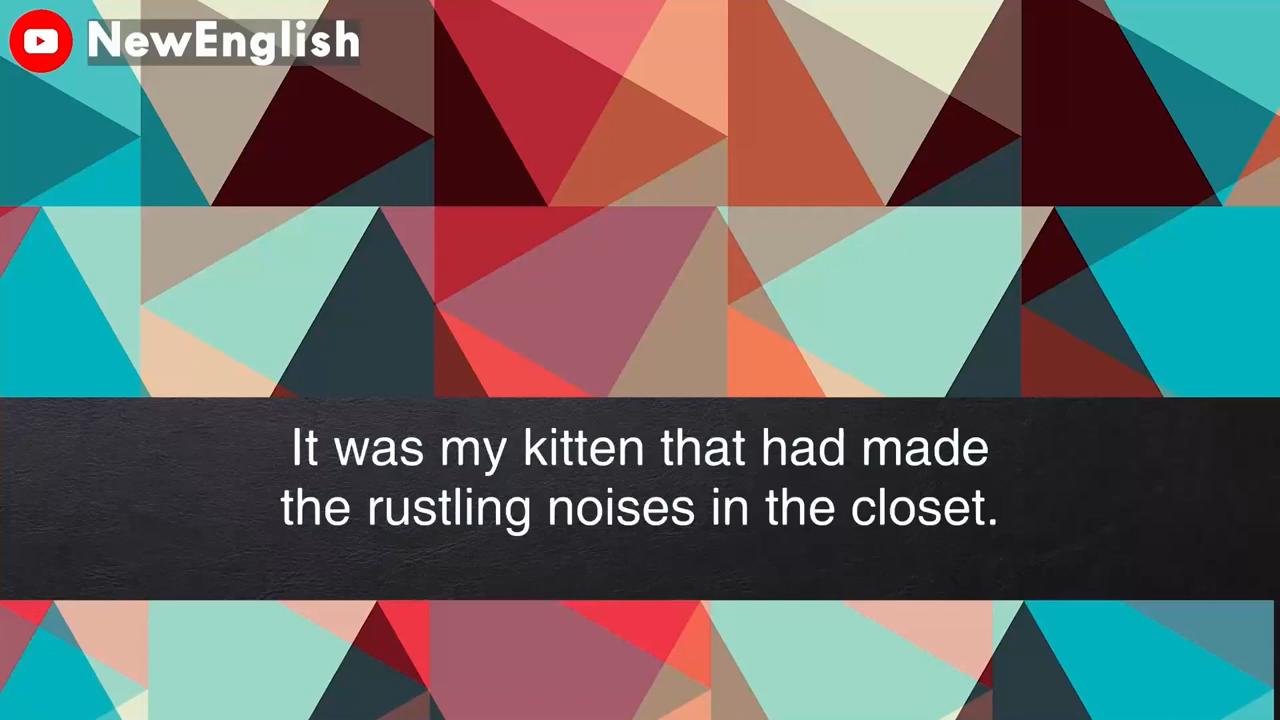 NewEnglish
It was my kitten that had made
the rustling noises in the closet.